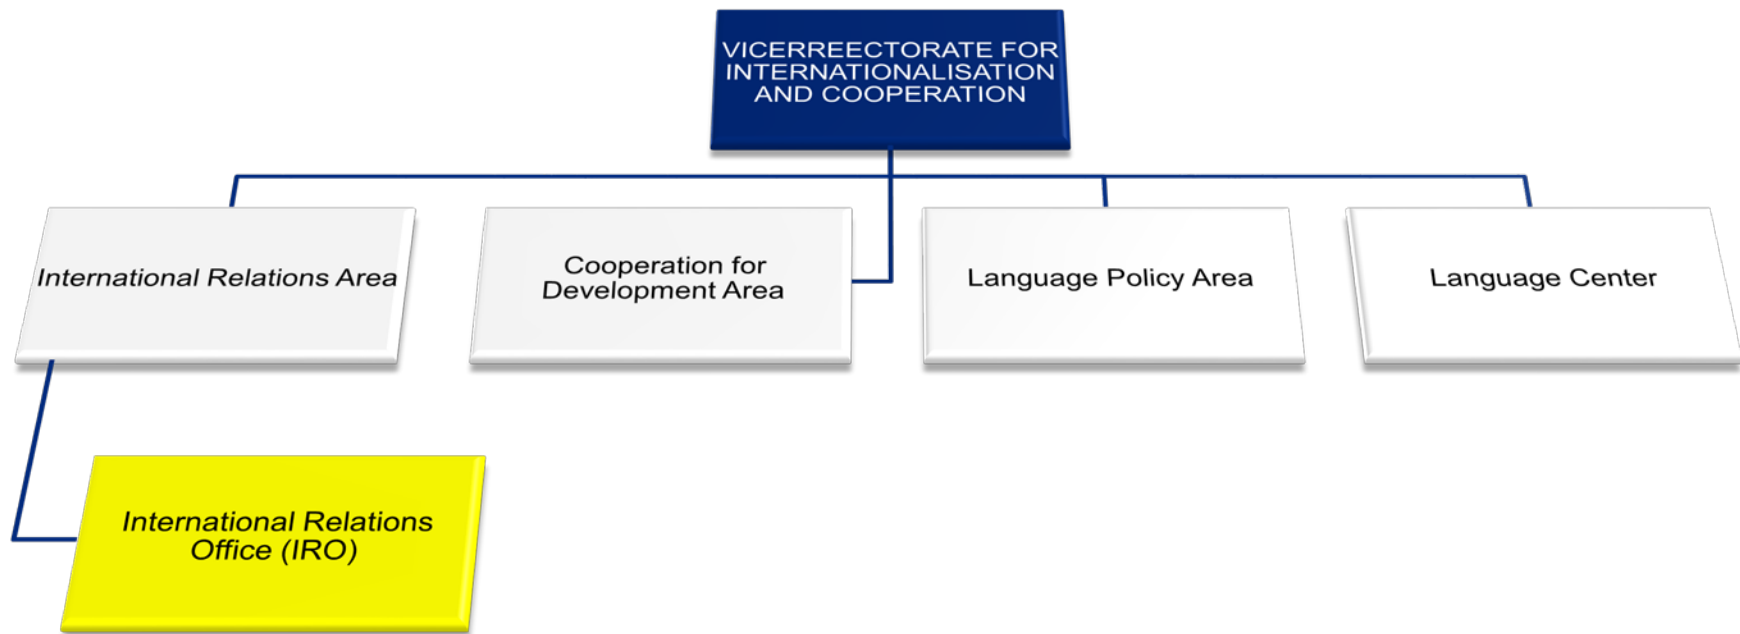 VICERREECTORATE FOR
INTERNATIONALISATION
AND COOPERATION
International Relations Area
Cooperation for
Development Area
Language Policy Area
Language Center
International Relations
Office (IRO)